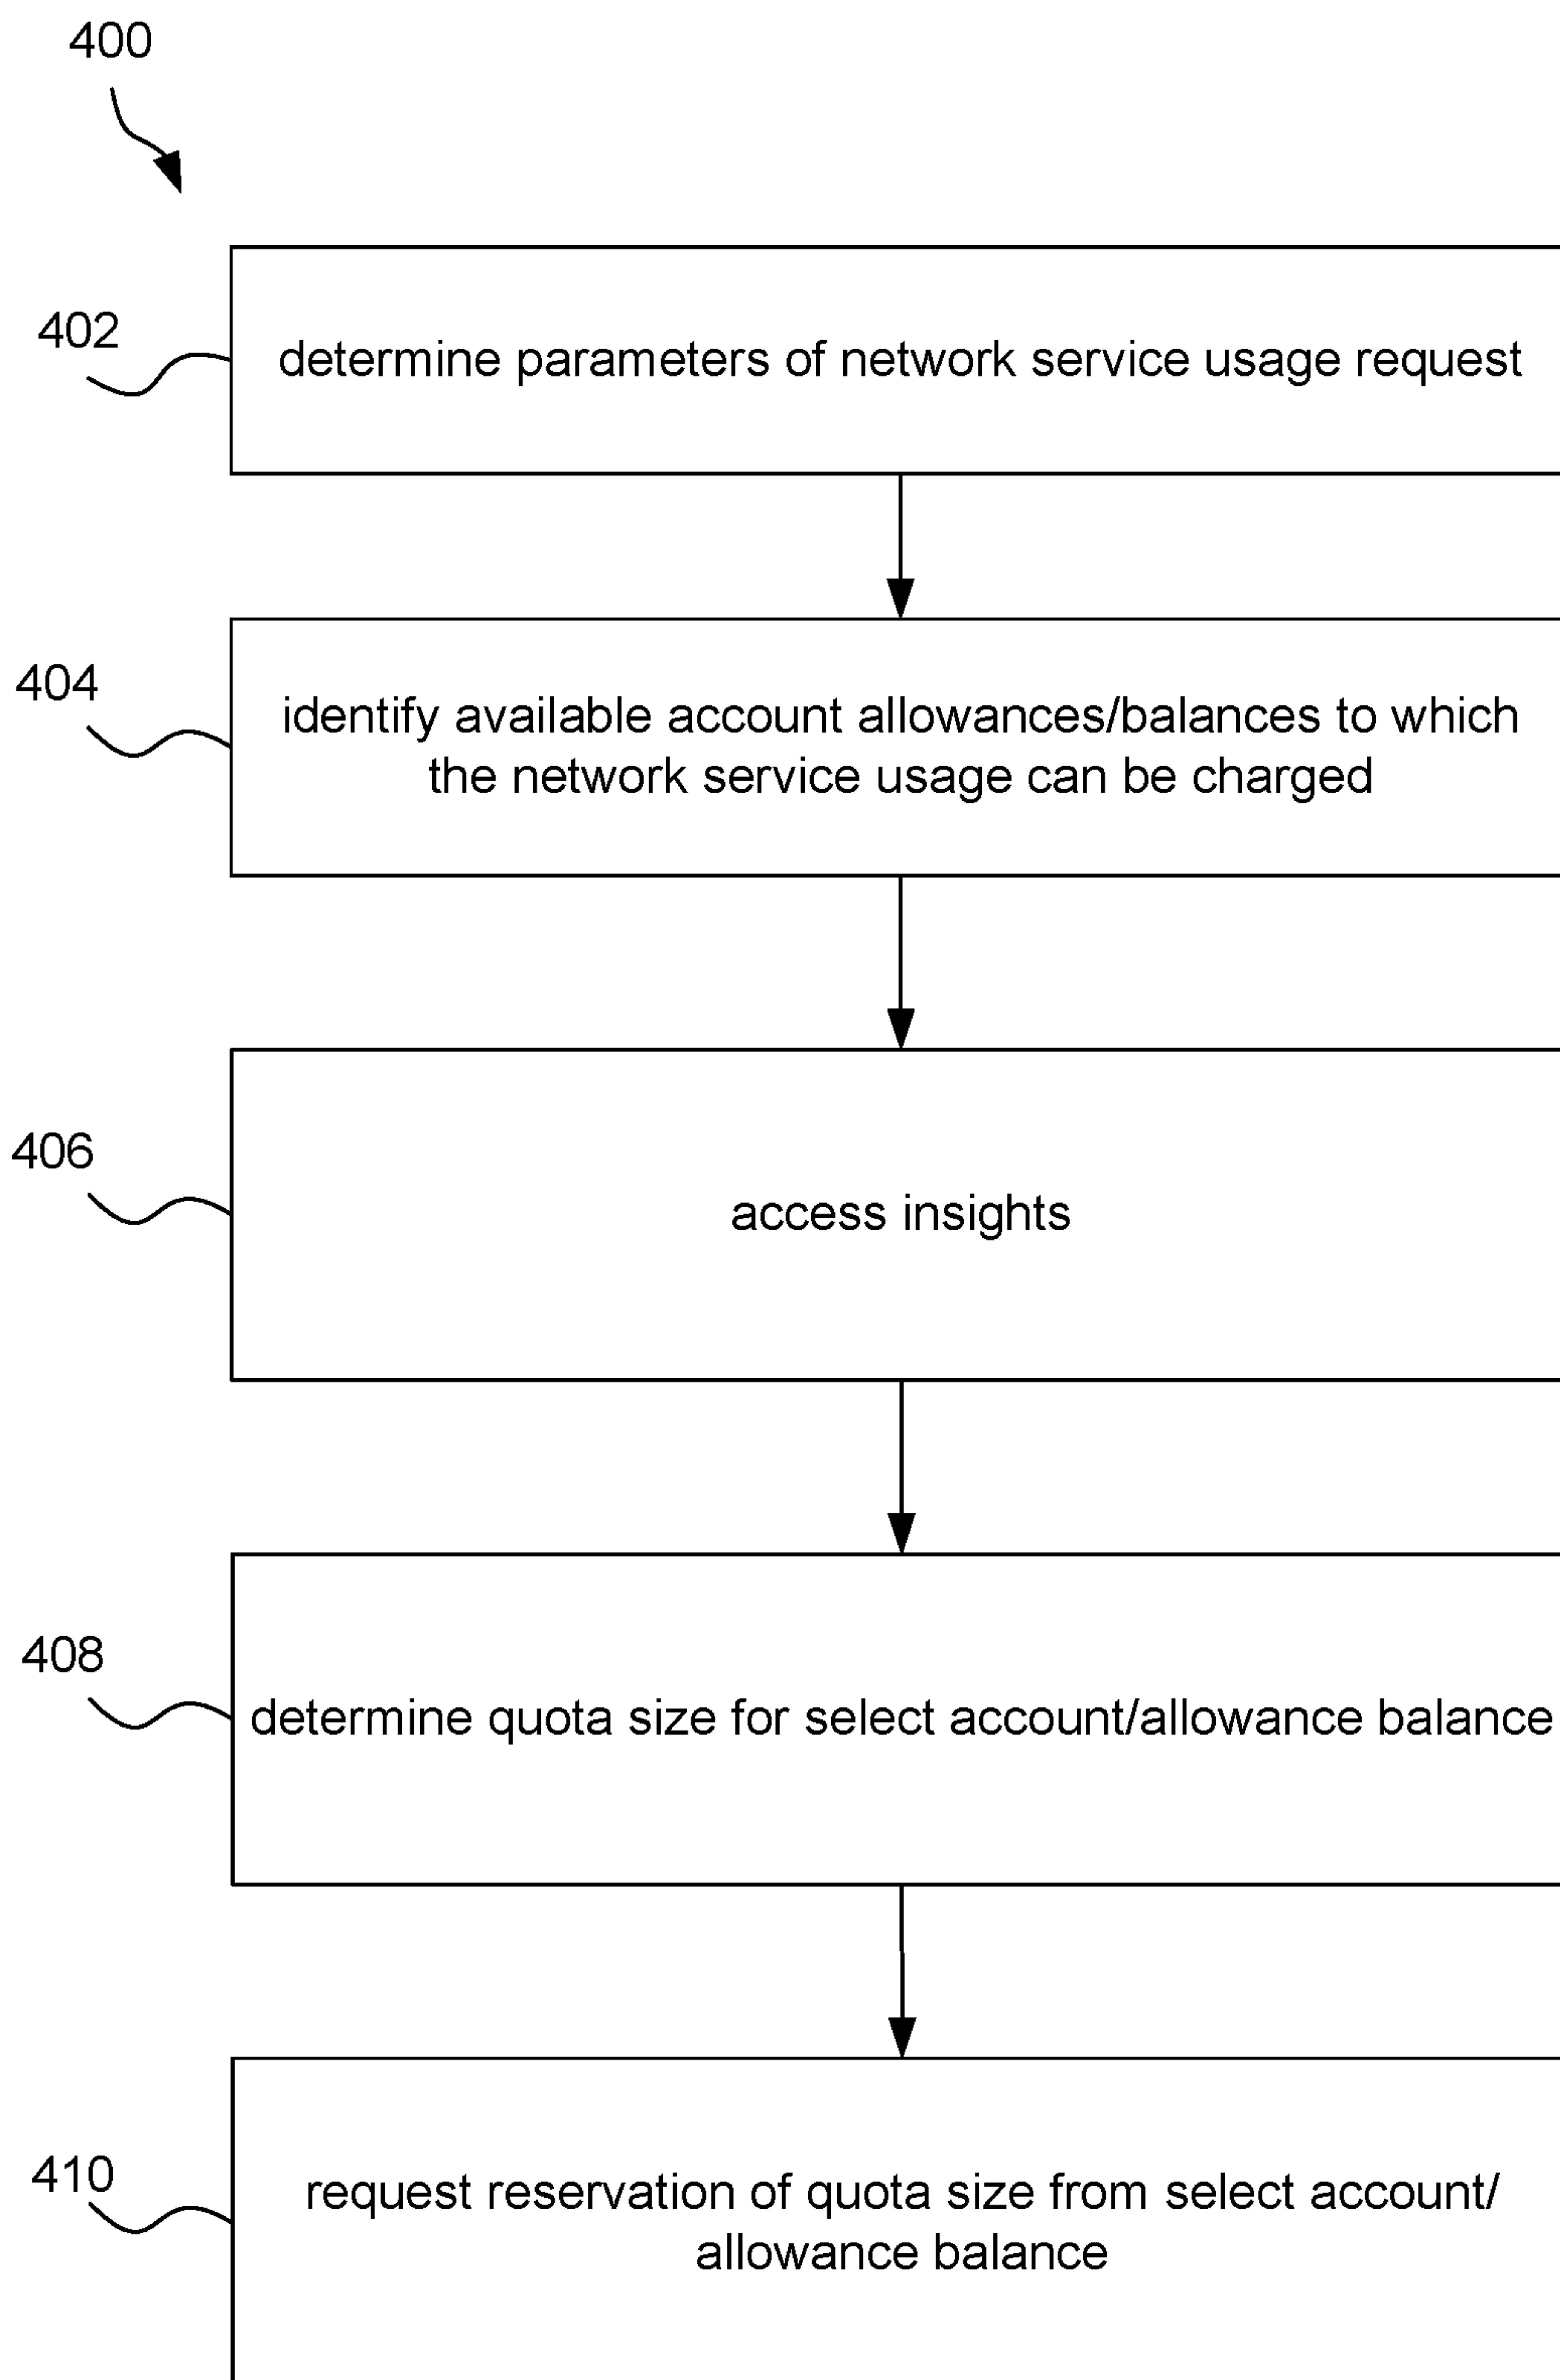 400
402
determine parameters of network service usage request
404
identify available account allowances/balances to which
the network service usage can be charged
406
access insights
408
determine quota size for select account/allowance balance
410
request reservation of quota size from select account/
allowance balance